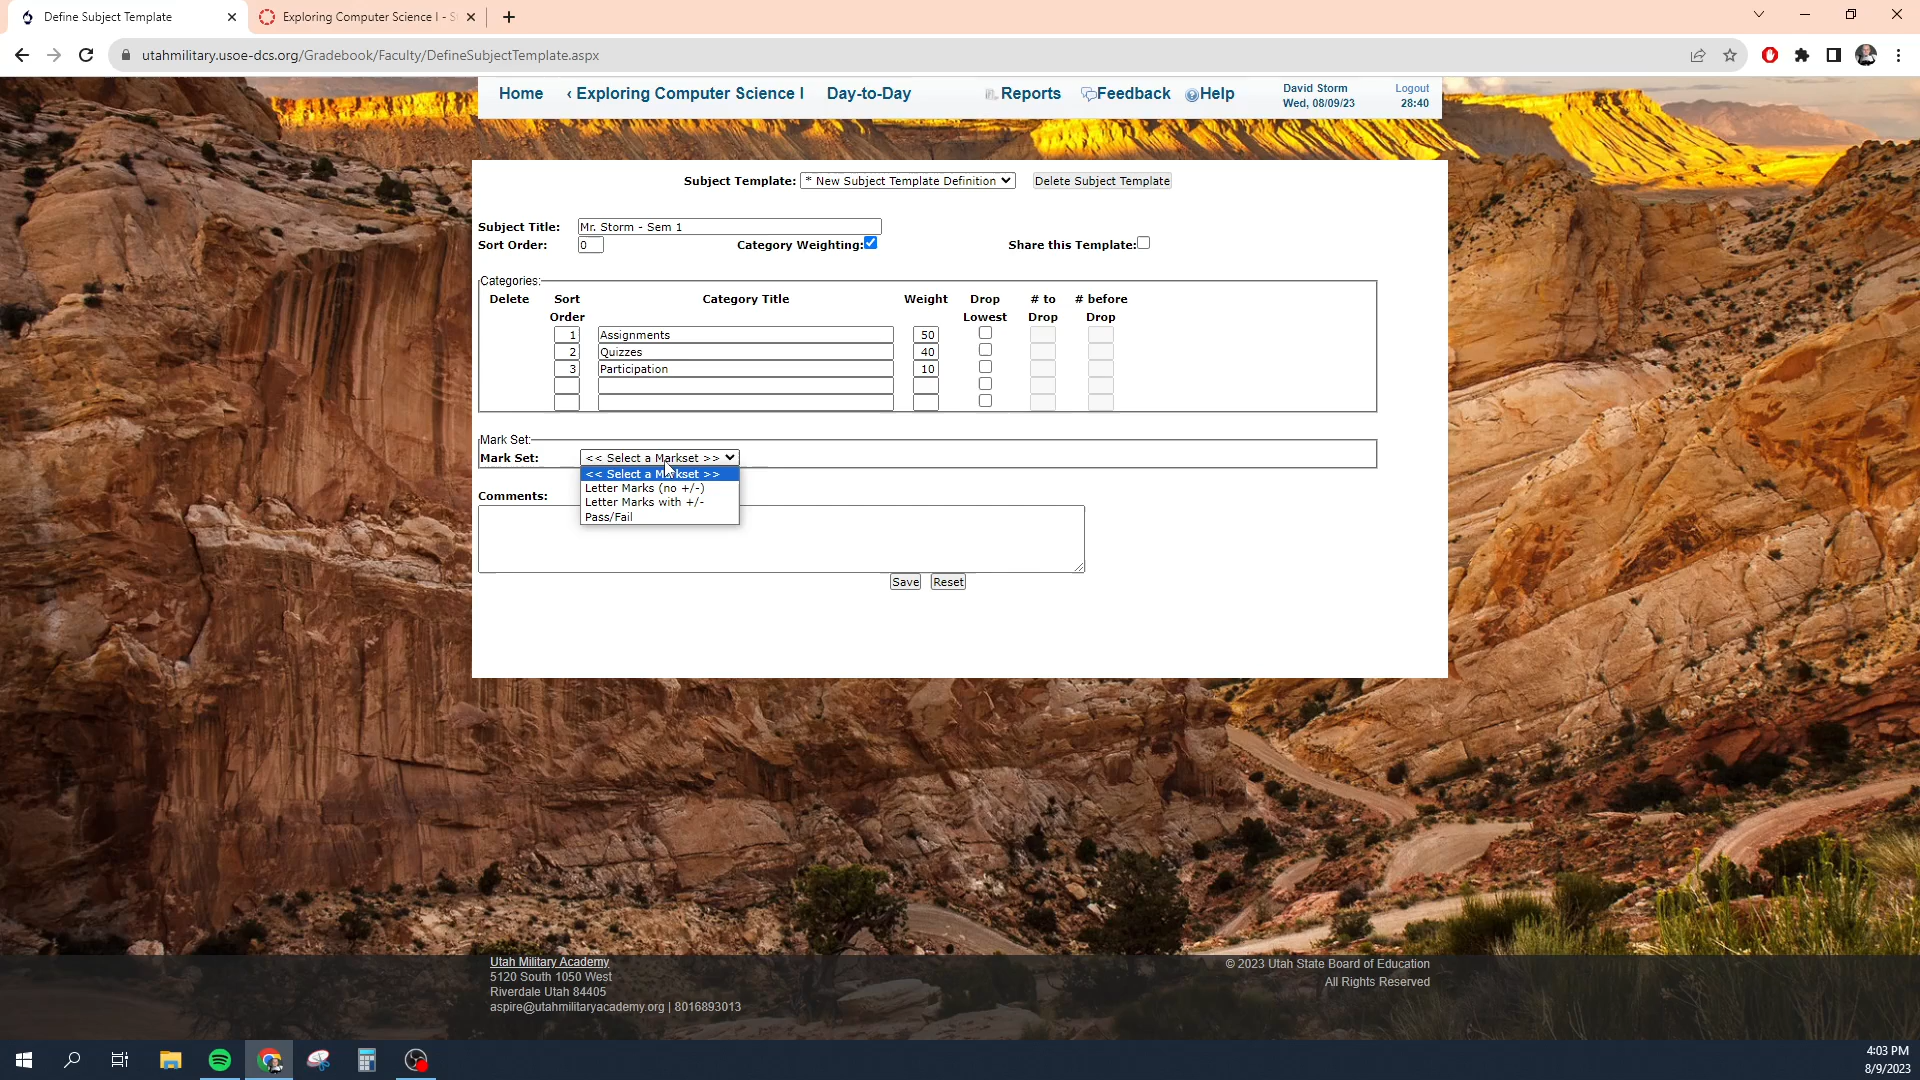 Define Subject Template
Exploring Computer Science I - S
utahmilitary.usoe-dcs.org/Gradebook/Faculty/DefineSubjectTemplate.aspx
Home ‹ Exploring Computer Science I Day-to-Day Reports Feedback Help
David Storm
Wed, 08/09/23
Logout
28:40
Subject Template: * New Subject Template Definition Delete Subject Template
Subject Title: Mr. Storm - Sem 1
Sort Order: 0 Category Weighting: Share this Template:
Categories:
Delete Sort Order Category Title Weight Drop Lowest # to Drop # before Drop
1 Assignments 50
2 Quizzes 40
3 Participation 10
Mark Set:
Mark Set: << Select a Markset >>
<< Select a Markset >>
Letter Marks (no +/-)
Letter Marks with +/-
Pass/Fail
Comments:
Save Reset
Utah Military Academy
5120 South 1050 West
Riverdale Utah 84405
aspire@utahmilitaryacademy.org | 8016893013
© 2023 Utah State Board of Education
All Rights Reserved
4:03 PM
8/9/2023